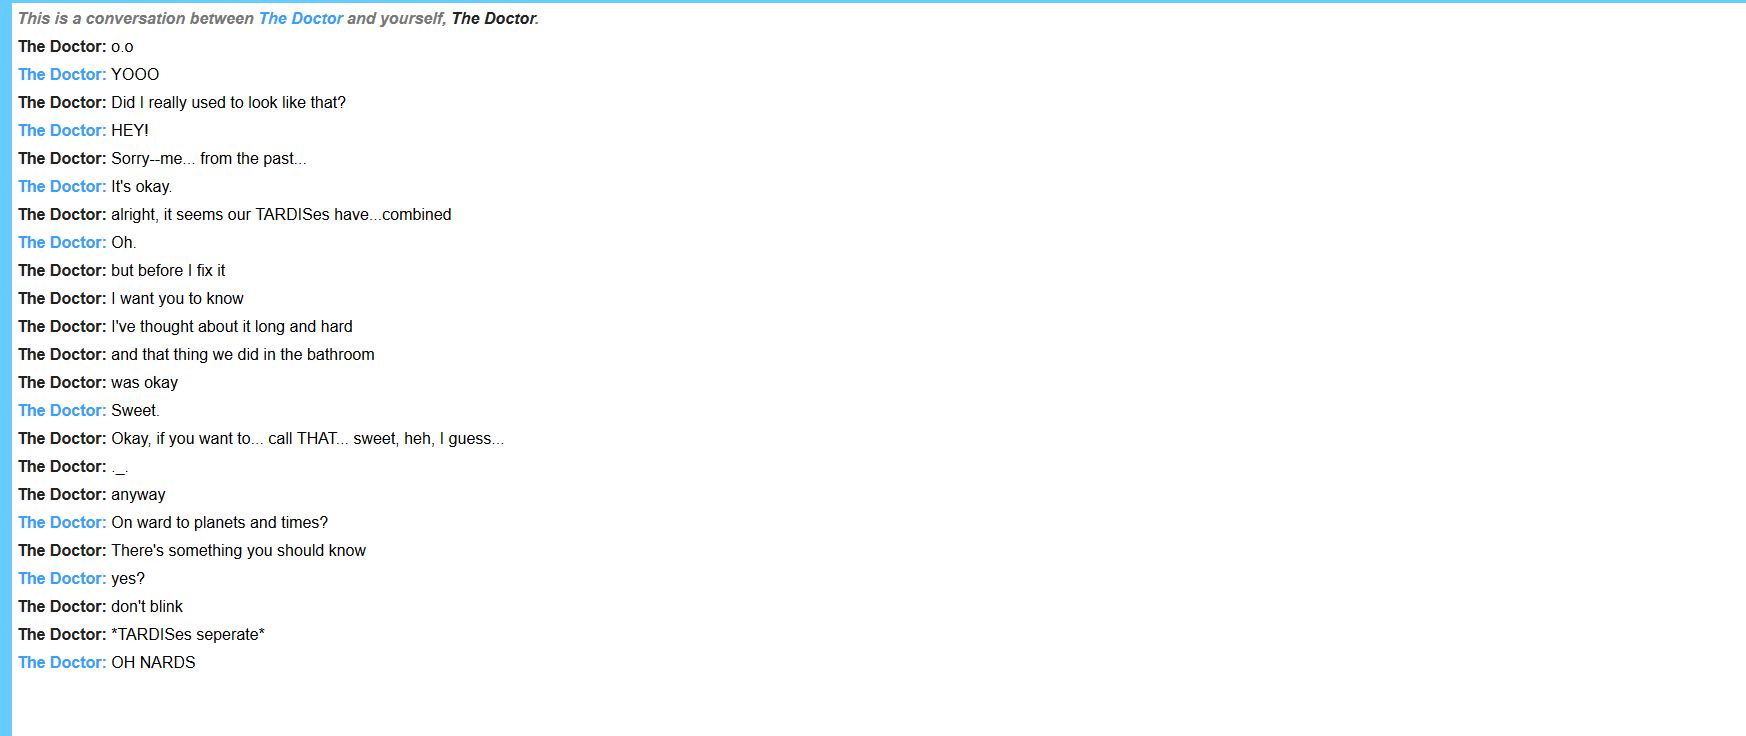 This is a conversation between The Doctor and yourself, The Doctor.
The Doctor: o.o
The Doctor: YOOO
The Doctor: Did I really used to look like that?
The Doctor: HEY!
The Doctor: Sorry--me... from the past...
The Doctor: It's okay.
The Doctor: alright, it seems our TARDISes have...combined
The Doctor: Oh.
The Doctor: but before I fix it
The Doctor: I want you to know
The Doctor: I've thought about it long and hard
The Doctor: and that thing we did in the bathroom
The Doctor: was okay
The Doctor: Sweet.
The Doctor: Okay, if you want to... call THAT... sweet, heh, I guess...
The Doctor: ._.
The Doctor: anyway
The Doctor: On ward to planets and times?
The Doctor: There's something you should know
The Doctor: yes?
The Doctor: don't blink
The Doctor: *TARDISes seperate*
The Doctor: OH NARDS